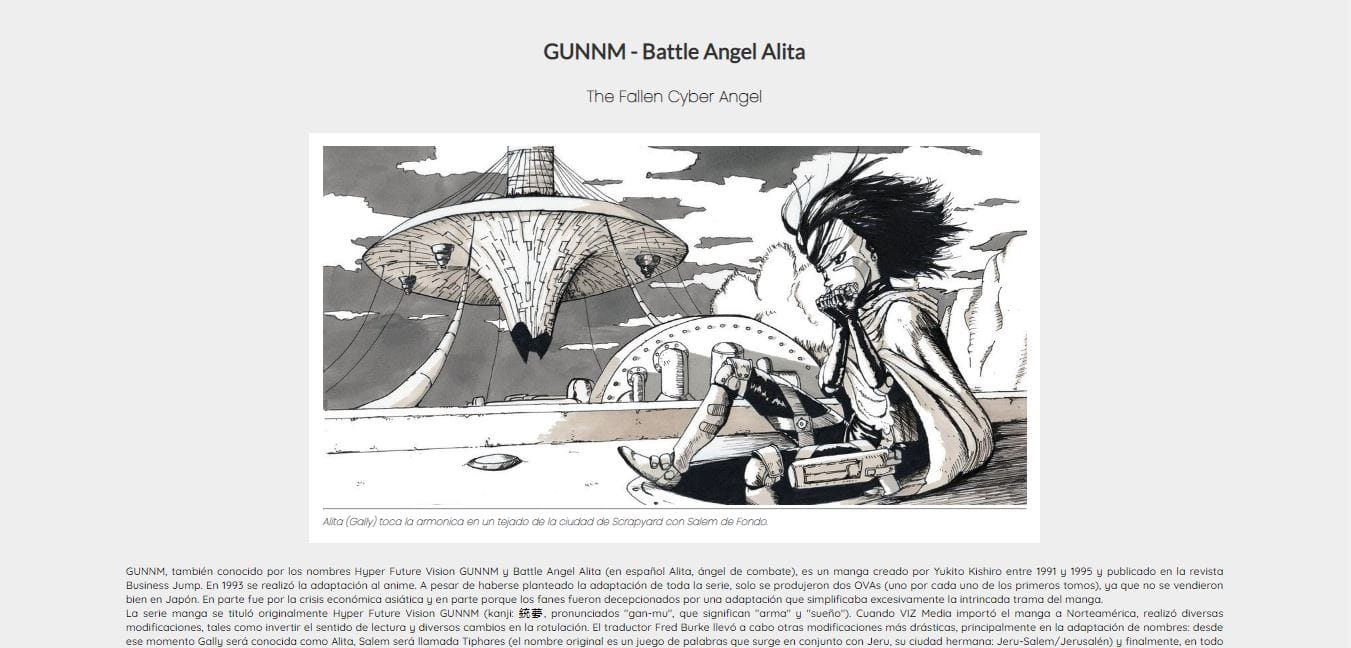 GUNNM - Battle Angel Alita
The Fallen Cyber Angel
Alita (Gally) toca la armonica en un tejado de la ciudad de Scrapyard con Salem de Fondo.
GUNNM, también conocido por los nombres Hyper Future Vision GUNNM y Battle Angel Alita (en español Alita, ángel de combate), es un manga creado por Yukito Kishiro entre 1991 y 1995 y publicado en la revista
Business Jump. En 1993 se realizó la adaptación al anime. A pesar de haberse planteado la adaptación de toda la serie, solo se produjeron dos OVAs (uno por cada uno de los primeros tomos), ya que no se vendieron
bien en Japón. En parte fue por la crisis económica asiática y en parte porque los fanes fueron decepcionados por una adaptación que simplificaba excesivamente la intrincada trama del manga.
La serie manga se tituló originalmente Hyper Future Vision GUNNM (kanji: 銃夢, pronunciados "gan-mu", que significan "arma" y "sueño"). Cuando VIZ Media importó el manga a Norteamérica, realizó diversas
modificaciones, tales como invertir el sentido de lectura y diversos cambios en la rotulación. El traductor Fred Burke llevó a cabo otras modificaciones más drásticas, principalmente en la adaptación de nombres: desde
ese momento Gally será conocida como Alita, Salem será llamada Tiphares (el nombre original es un juego de palabras que surge en conjunto con Jeru, su ciudad hermana: Jeru-Salem/Jerusalén) y finalmente, en todo